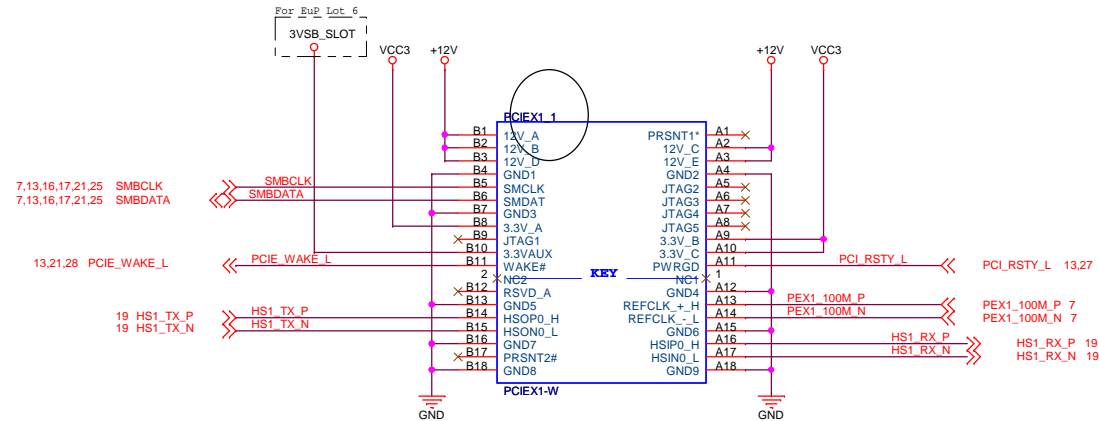 For EuP Lot 6
3VSB_SLOT
VCC3
+12V
+12V
VCC3
PCIEX1_1
B1 12V_A PRSNT1* A1
B2 12V_B 12V_C A2
B3 12V_D 12V_E A3
B4 GND1 GND2 A4
7,13,16,17,21,25 SMBCLK SMBCLK B5 SMCLK JTAG2 A5
7,13,16,17,21,25 SMBDATA SMBDATA B6 SMDAT JTAG3 A6
B7 GND3 JTAG4 A7
B8 3.3V_A JTAG5 A8
B9 JTAG1 3.3V_B A9
B10 3.3VAUX 3.3V_C A10
13,21,28 PCIE_WAKE_L PCIE_WAKE_L B11 WAKE# PWRGD A11 PCI_RSTY_L PCI_RSTY_L 13,27
2 NC2 KEY NC1 1
B12 RSVD_A GND4 A12
B13 GND5 REFCLK_+_H A13 PEX1_100M_P PEX1_100M_P 7
19 HS1_TX_P HS1_TX_P B14 HSOP0_H REFCLK_-_L A14 PEX1_100M_N PEX1_100M_N 7
19 HS1_TX_N HS1_TX_N B15 HSON0_L GND6 A15
B16 GND7 HSIP0_H A16 HS1_RX_P HS1_RX_P 19
B17 PRSNT2# HSIN0_L A17 HS1_RX_N HS1_RX_N 19
B18 GND8 GND9 A18
PCIEX1-W
GND
GND